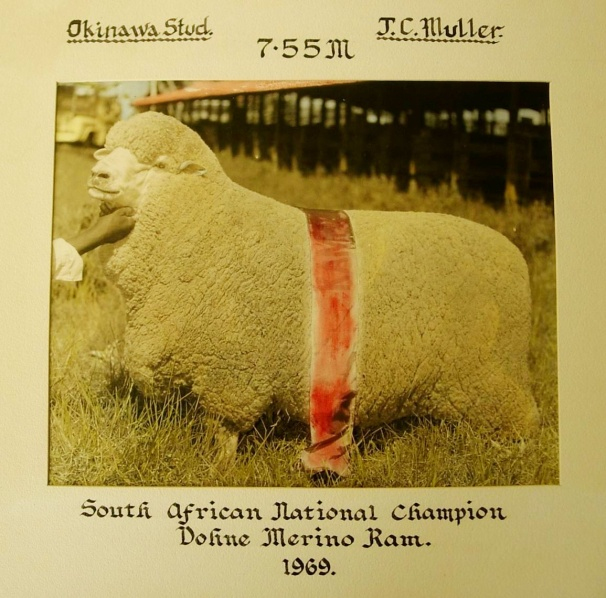 Okinawa Stud.
J.C. Muller.
7·55M
South African National Champion
Dohne Merino Ram.
1969.